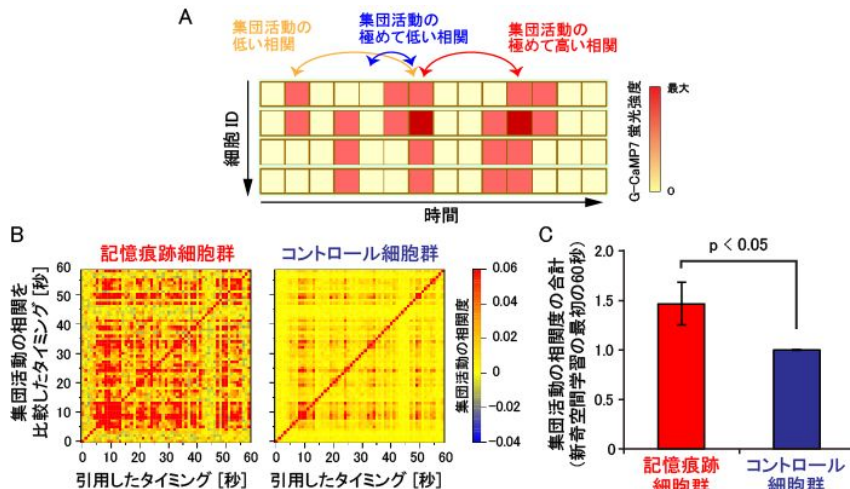 A
集団活動の
低い相関
集団活動の
極めて低い相関
集団活動の
極めて高い相関
細胞 ID
時間
G-CaMP7 蛍光強度
最大
0
B
記憶痕跡細胞群
コントロール細胞群
集団活動の相関を
比較したタイミング [秒]
60
50
40
30
20
10
0
0 10 20 30 40 50 60
0 10 20 30 40 50 60
引用したタイミング [秒]
引用したタイミング [秒]
集団活動の相関度
0.06
0.04
0.02
0
−0.02
−0.04
C
集団活動の相関度の合計
(新奇空間学習の最初の60秒)
p < 0.05
2.0
1.5
1.0
0.5
0
記憶痕跡
細胞群
コントロール
細胞群